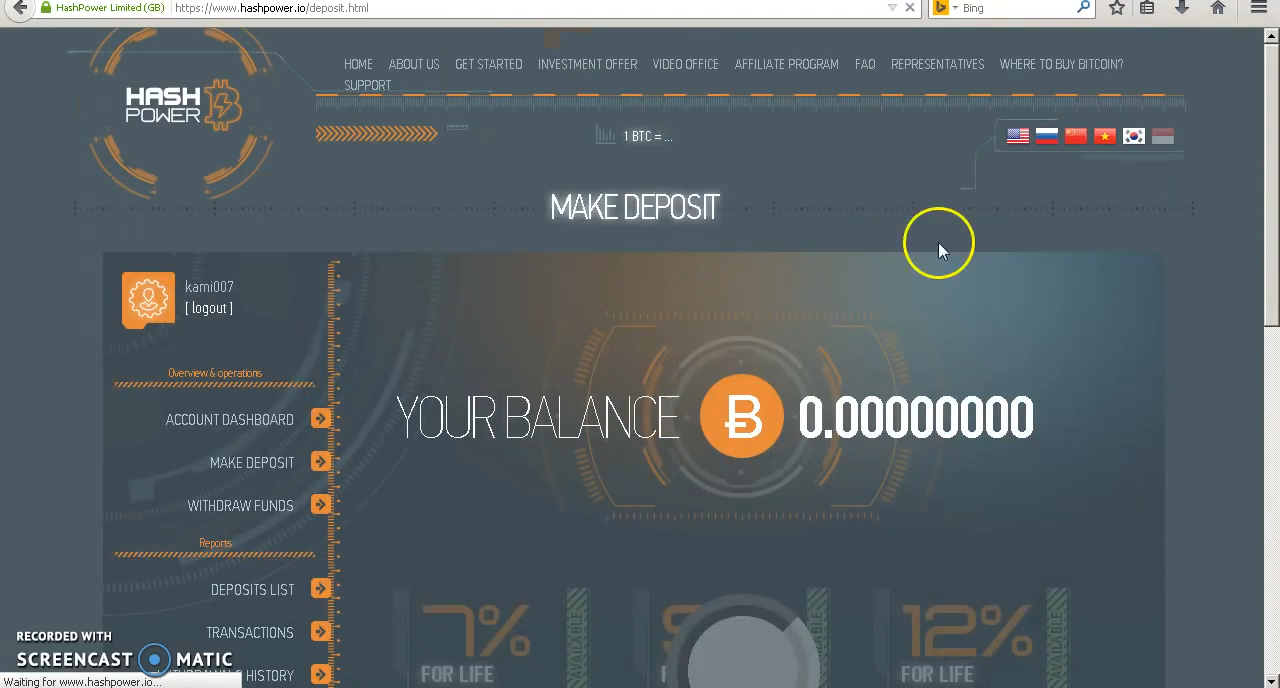 HashPower Limited (GB)
https://www.hashpower.io/deposit.html
Bing
HASH
POWER
HOME ABOUT US GET STARTED INVESTMENT OFFER VIDEO OFFICE AFFILIATE PROGRAM FAQ REPRESENTATIVES WHERE TO BUY BITCOIN?
SUPPORT
1 BTC = ...
MAKE DEPOSIT
kami007
[ logout ]
YOUR BALANCE 0.00000000
Overview & operations
ACCOUNT DASHBOARD
MAKE DEPOSIT
WITHDRAW FUNDS
Reports
DEPOSITS LIST
TRANSACTIONS
HISTORY
7%
FOR LIFE
12%
FOR LIFE
RECORDED WITH
SCREENCAST MATIC
Waiting for www.hashpower.io...